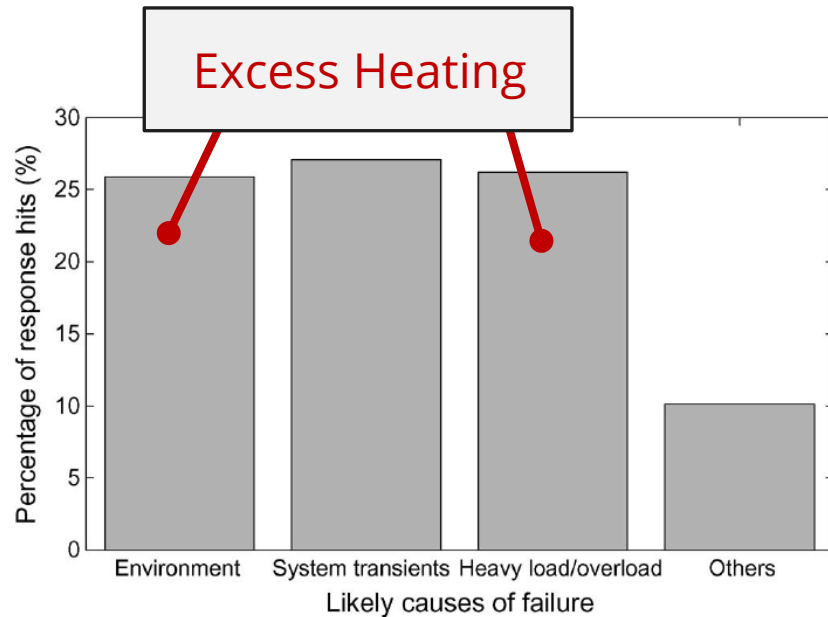 Excess Heating
Percentage of response hits (%)
30
25
20
15
10
5
0
Environment
System transients
Heavy load/overload
Others
Likely causes of failure